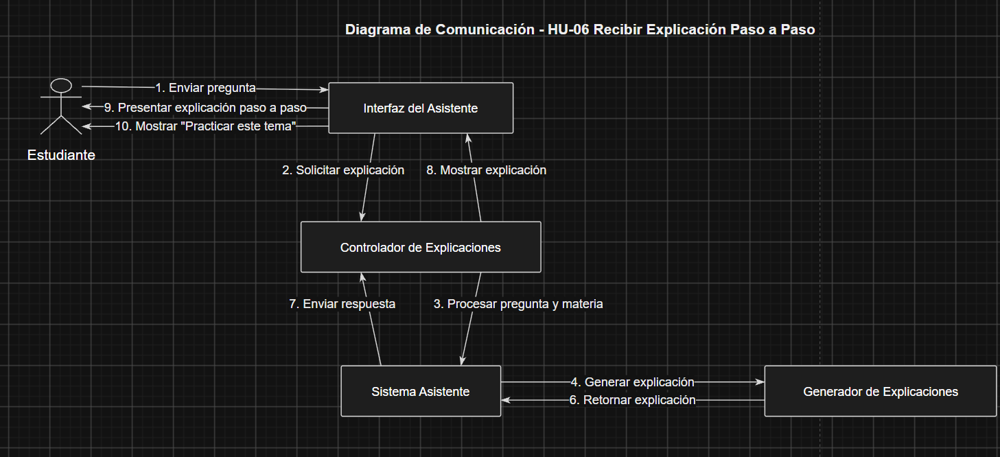 Diagrama de Comunicación - HU-06 Recibir Explicación Paso a Paso
1. Enviar pregunta
9. Presentar explicación paso a paso
10. Mostrar "Practicar este tema"
Estudiante
Interfaz del Asistente
2. Solicitar explicación
8. Mostrar explicación
Controlador de Explicaciones
7. Enviar respuesta
3. Procesar pregunta y materia
Sistema Asistente
4. Generar explicación
6. Retornar explicación
Generador de Explicaciones